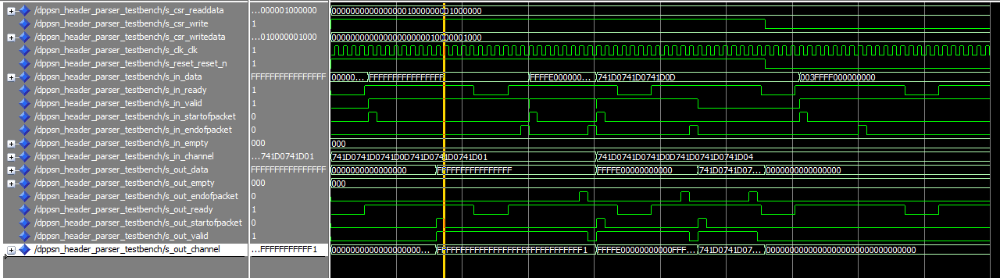 /dppsn_header_parser_testbench/s_csr_readdata ...000001000000 00000000000000001000000001000000
/dppsn_header_parser_testbench/s_csr_write 1
/dppsn_header_parser_testbench/s_csr_writedata ...010000001000 00000000000000000000010000001000
/dppsn_header_parser_testbench/s_clk_clk 1
/dppsn_header_parser_testbench/s_reset_reset_n 1
/dppsn_header_parser_testbench/s_in_data FFFFFFFFFFFFFFFF 00000... FFFFFFFFFFFFFFFF FFFFE000000... 741D0741D0741D0D 003FFFF000000000
/dppsn_header_parser_testbench/s_in_ready 1
/dppsn_header_parser_testbench/s_in_valid 1
/dppsn_header_parser_testbench/s_in_startofpacket 0
/dppsn_header_parser_testbench/s_in_endofpacket 0
/dppsn_header_parser_testbench/s_in_empty 000 000
/dppsn_header_parser_testbench/s_in_channel ...741D0741D01 741D0741D0741D0D741D0741D0741D01 741D0741D0741D0D741D0741D0741D04
/dppsn_header_parser_testbench/s_out_data FFFFFFFFFFFFFFFF 0000000000000000 FFFFFFFFFFFFFFFF FFFFE00000000000 741D0741D07... 0000000000000000
/dppsn_header_parser_testbench/s_out_empty 000 000
/dppsn_header_parser_testbench/s_out_endofpacket 0
/dppsn_header_parser_testbench/s_out_ready 1
/dppsn_header_parser_testbench/s_out_startofpacket 0
/dppsn_header_parser_testbench/s_out_valid 1
/dppsn_header_parser_testbench/s_out_channel ...FFFFFFFFFFF1 0000000000000000000... FFFFFFFFFFFFFFFFFFFFFFFFFFFFFFF1 FFFFE00000000000FFF... 741D0741D07... 00000000000000000000000000000000